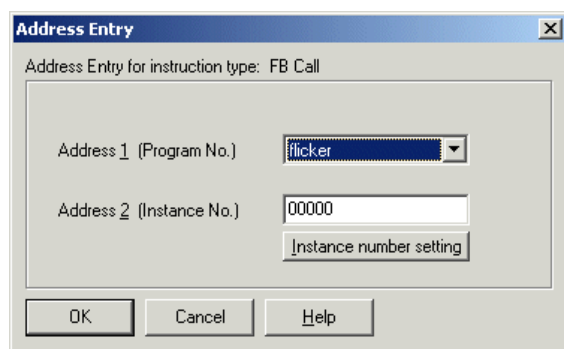 Address Entry
Address Entry for instruction type: FB Call
Address 1 (Program No.) flicker
Address 2 (Instance No.) 00000
Instance number setting
OK Cancel Help